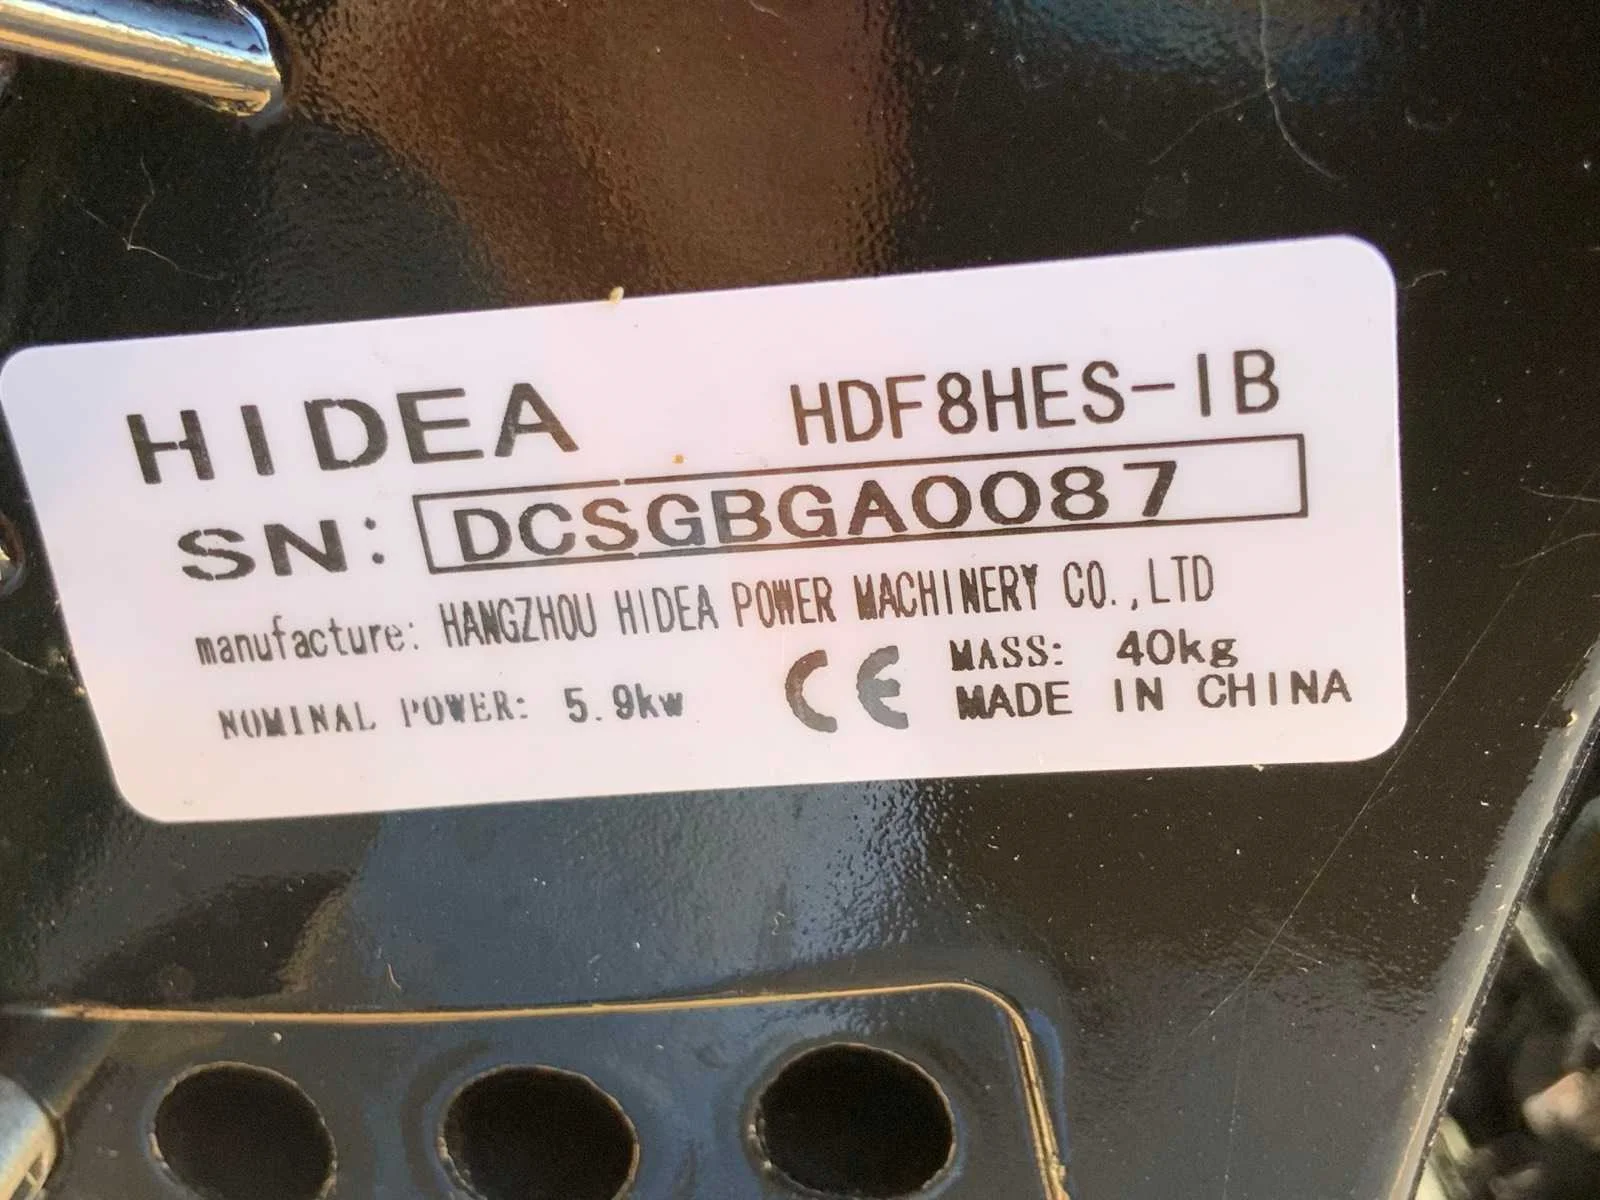 HIDEA HDF8HES-IB
SN: DCSGBGA0087
manufacture: HANGZHOU HIDEA POWER MACHINERY CO.,LTD
NOMINAL POWER: 5.9kw CE MASS: 40kg
MADE IN CHINA